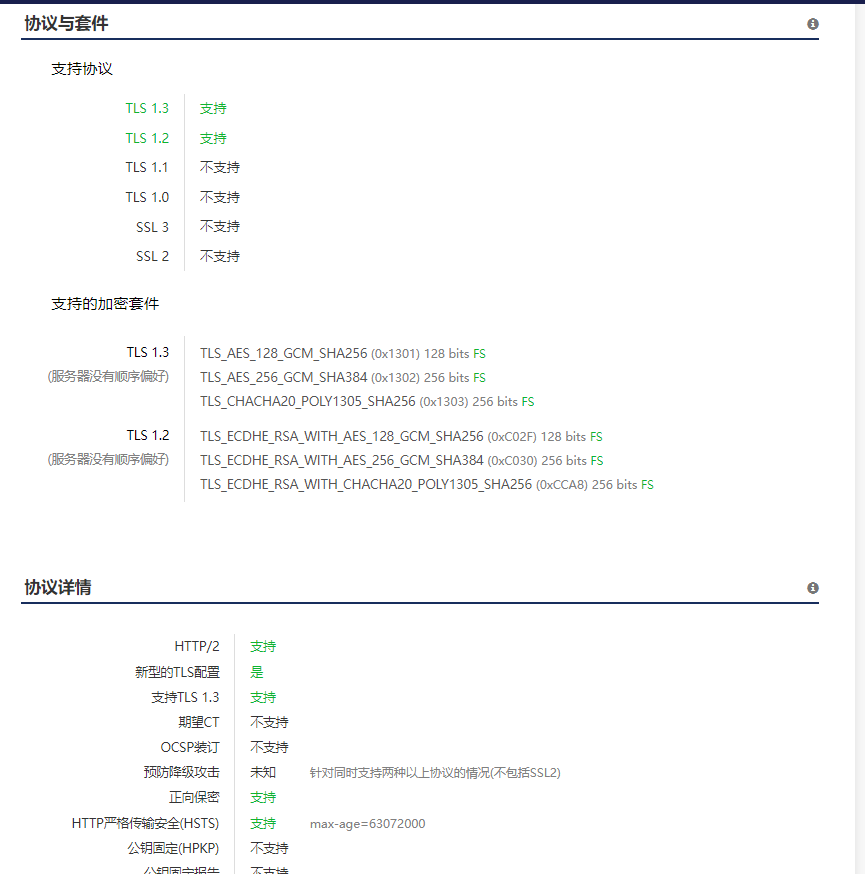 协议与套件
支持协议
TLS 1.3 支持
TLS 1.2 支持
TLS 1.1 不支持
TLS 1.0 不支持
SSL 3 不支持
SSL 2 不支持
支持的加密套件
TLS 1.3 TLS_AES_128_GCM_SHA256 (0x1301) 128 bits FS
(服务器没有顺序偏好) TLS_AES_256_GCM_SHA384 (0x1302) 256 bits FS
TLS_CHACHA20_POLY1305_SHA256 (0x1303) 256 bits FS
TLS 1.2 TLS_ECDHE_RSA_WITH_AES_128_GCM_SHA256 (0xC02F) 128 bits FS
(服务器没有顺序偏好) TLS_ECDHE_RSA_WITH_AES_256_GCM_SHA384 (0xC030) 256 bits FS
TLS_ECDHE_RSA_WITH_CHACHA20_POLY1305_SHA256 (0xCCA8) 256 bits FS
协议详情
HTTP/2 支持
新型的TLS配置 是
支持TLS 1.3 支持
期望CT 不支持
OCSP装订 不支持
预防降级攻击 未知 针对同时支持两种以上协议的情况(不包括SSL2)
正向保密 支持
HTTP严格传输安全(HSTS) 支持 max-age=63072000
公钥固定(HPKP) 不支持
公钥固定报告 不支持